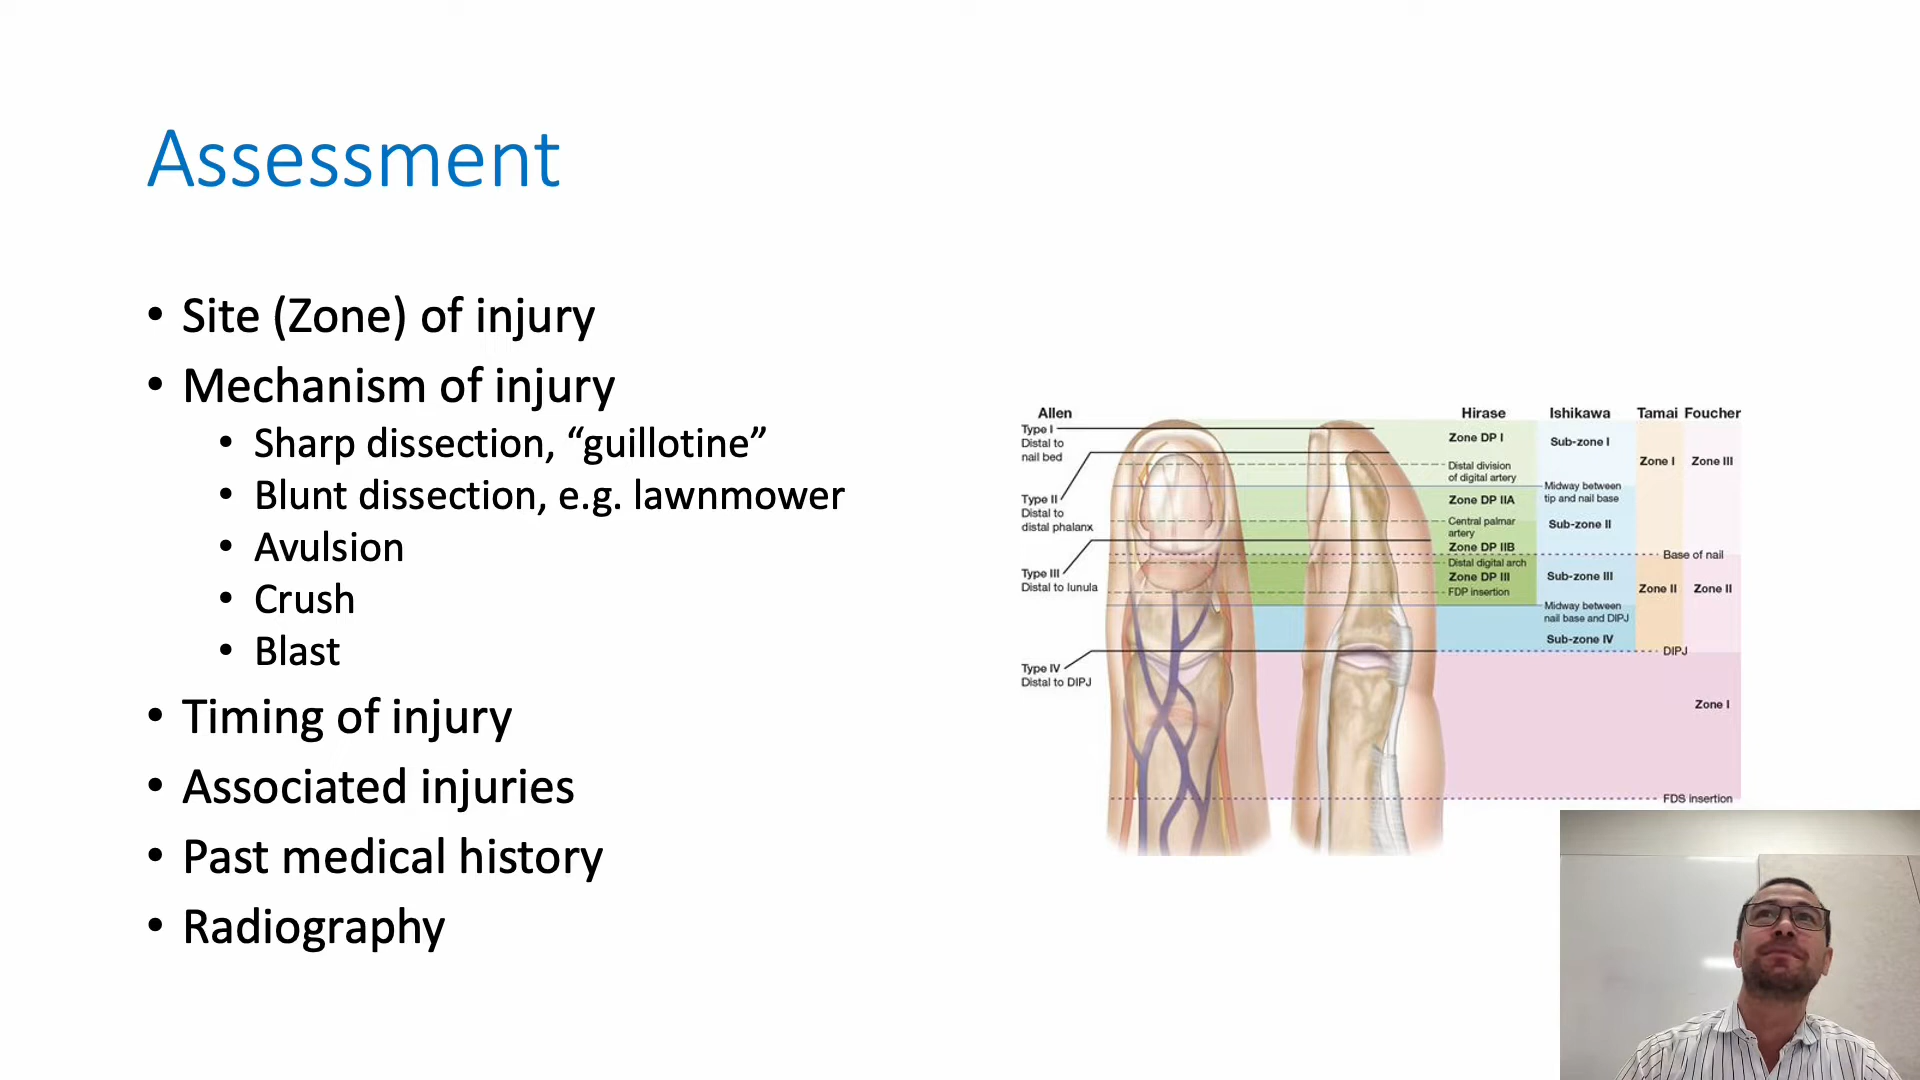 Assessment
• Site (Zone) of injury
• Mechanism of injury
• Sharp dissection, “guillotine”
• Blunt dissection, e.g. lawnmower
• Avulsion
• Crush
• Blast
• Timing of injury
• Associated injuries
• Past medical history
• Radiography
Allen
Type I
Distal to
nail bed
Type II
Distal to
distal phalanx
Type III
Distal to lunula
Type IV
Distal to DIPJ
Hirase
Zone DP I
Distal division
of digital artery
Zone DP IIA
Central palmar
artery
Zone DP IIB
Distal digital arch
Zone DP III
FDP insertion
Ishikawa
Sub-zone I
Midway between
tip and nail base
Sub-zone II
Sub-zone III
Midway between
nail base and DIPJ
Sub-zone IV
Tamai
Zone I
Zone II
Foucher
Zone III
Base of nail
Zone II
DIPJ
Zone I
FDS insertion